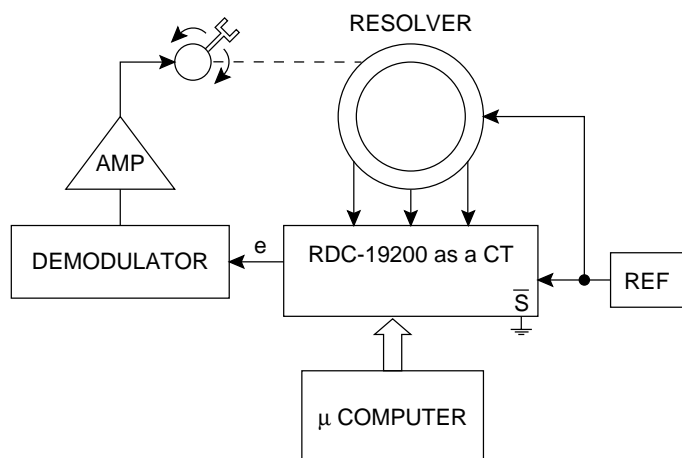 RESOLVER
AMP
e
DEMODULATOR
RDC-19200 as a CT
S̅
REF
µ COMPUTER